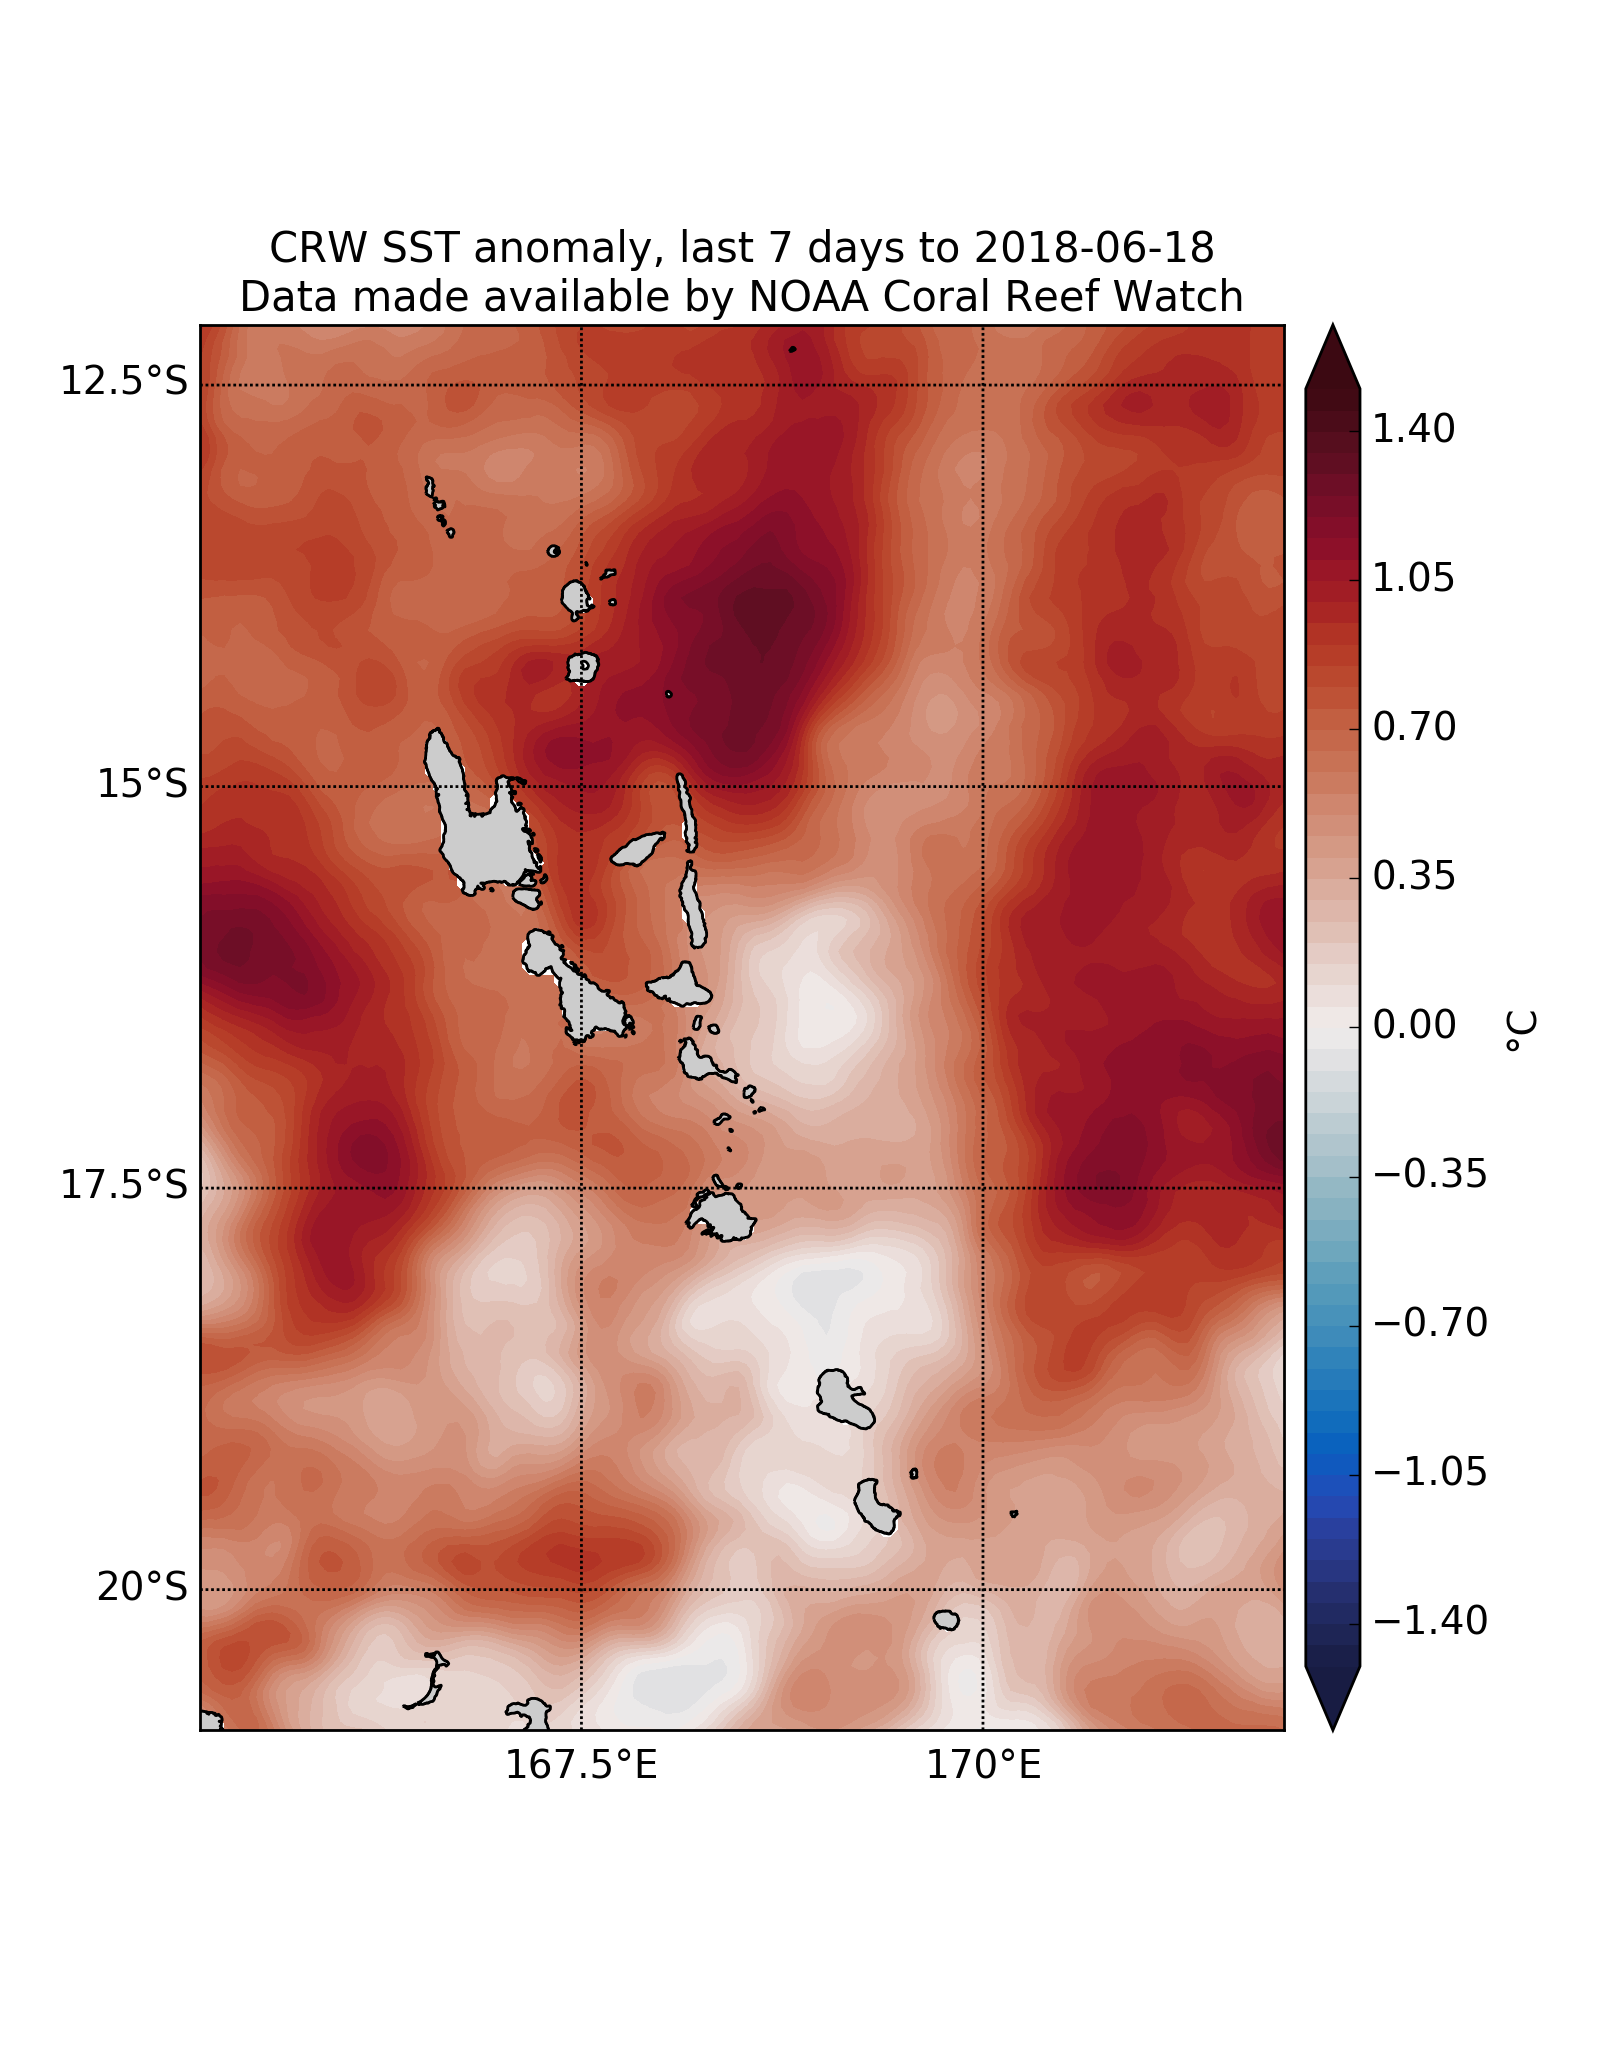 CRW SST anomaly, last 7 days to 2018-06-18
Data made available by NOAA Coral Reef Watch
12.5°S
15°S
17.5°S
20°S
167.5°E
170°E
1.40
1.05
0.70
0.35
0.00
−0.35
−0.70
−1.05
−1.40
°C